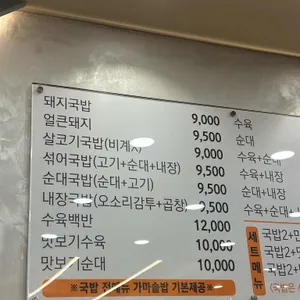 돼지국밥 9,000
얼큰돼지 9,500
살코기국밥(비계X) 9,000
섞어국밥(고기+순대+내장) 9,500
순대국밥(순대+고기) 9,500
내장국밥(오소리감투+곱창) 9,500
수육백반 12,000
맛보기수육 10,000
맛보기순대 10,000
※국밥 전메뉴 가마솥밥 기본제공※
수육
순대
수육+순대
수육+내장
순대+내장
수육+순대+
세트메뉴
국밥2+
국밥2+
국밥2+